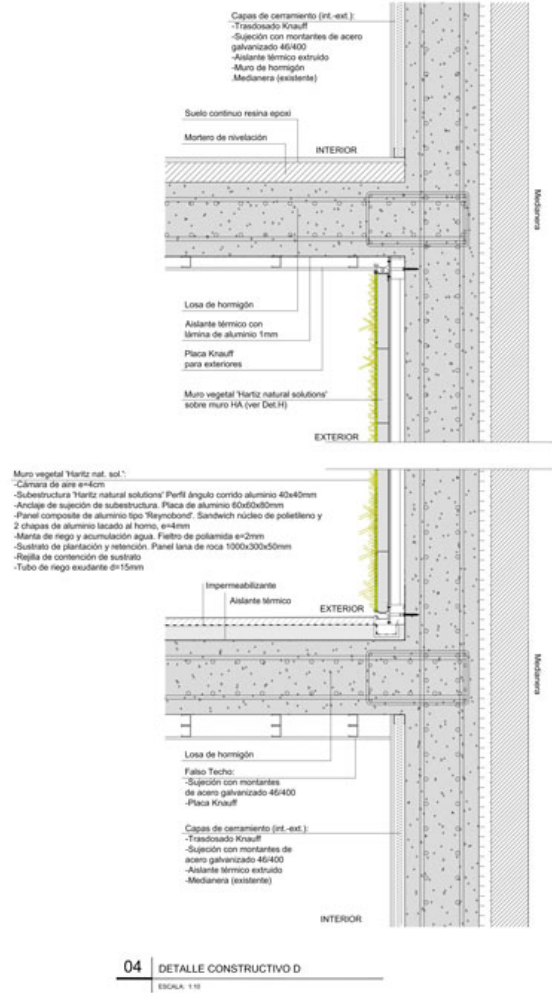 Capas de cerramiento (int.-ext.):
-Trasdosado Knauff
-Sujeción con montantes de acero
galvanizado 46/400
-Aislante térmico extruido
-Muro de hormigón
.Medianera (existente)
Suelo continuo resina epoxi
Mortero de nivelación
INTERIOR
Medianera
Losa de hormigón
Aislante térmico con
lámina de aluminio 1mm
Placa Knauff
para exteriores
Muro vegetal 'Hartiz natural solutions'
sobre muro HA (ver Det.H)
EXTERIOR
Muro vegetal 'Haritz nat. sol.":
-Cámara de aire e=4cm
-Subestructura 'Haritz natural solutions' Perfil ángulo corrido aluminio 40x40mm
-Anclaje de sujeción de subestructura. Placa de aluminio 60x60x80mm
-Panel composite de aluminio tipo 'Reynobond'. Sandwich núcleo de polietileno y
2 chapas de aluminio lacado al horno, e=4mm
-Manta de riego y acumulación agua. Fieltro de poliamida e=2mm
-Sustrato de plantación y retención. Panel lana de roca 1000x300x50mm
-Rejilla de contención de sustrato
-Tubo de riego exudante d=15mm
Impermeabilizante
Aislante térmico
EXTERIOR
Medianera
Losa de hormigón
Falso Techo:
-Sujeción con montantes
de acero galvanizado 46/400
-Placa Knauff
Capas de cerramiento (int.-ext.):
-Trasdosado Knauff
-Sujeción con montantes de
acero galvanizado 46/400
-Aislante térmico extruido
-Medianera (existente)
INTERIOR
04 DETALLE CONSTRUCTIVO D
ESCALA: 1:10